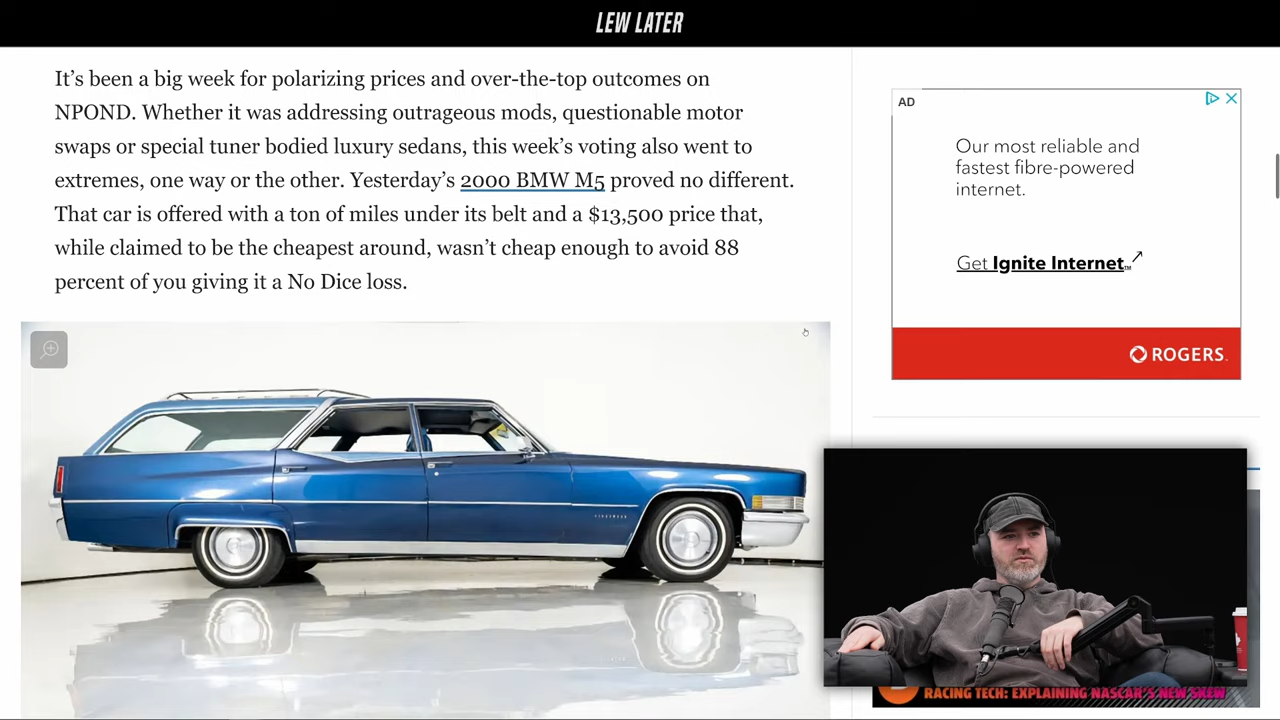 LEW LATER
It's been a big week for polarizing prices and over-the-top outcomes on
NPOND. Whether it was addressing outrageous mods, questionable motor
swaps or special tuner bodied luxury sedans, this week's voting also went to
extremes, one way or the other. Yesterday's 2000 BMW M5 proved no different.
That car is offered with a ton of miles under its belt and a $13,500 price that,
while claimed to be the cheapest around, wasn't cheap enough to avoid 88
percent of you giving it a No Dice loss.
AD
Our most reliable and
fastest fibre-powered
internet.
Get Ignite Internet™
ROGERS.
RACING TECH: EXPLAINING NASCAR'S NEW SKEW